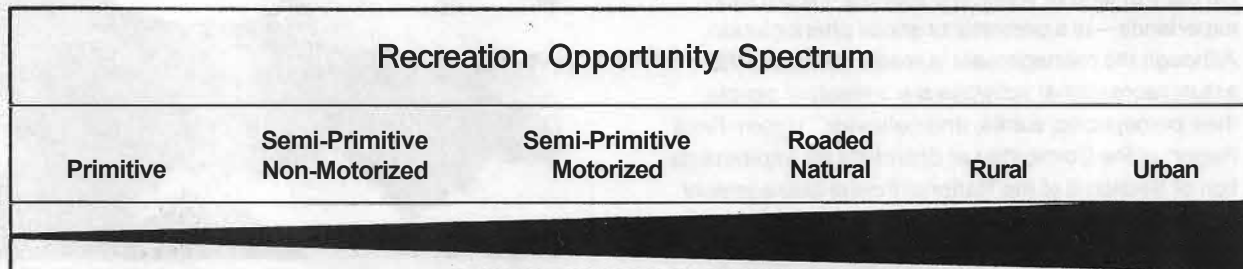 Recreation Opportunity Spectrum
Primitive
Semi-Primitive
Non-Motorized
Semi-Primitive
Motorized
Roaded
Natural
Rural
Urban